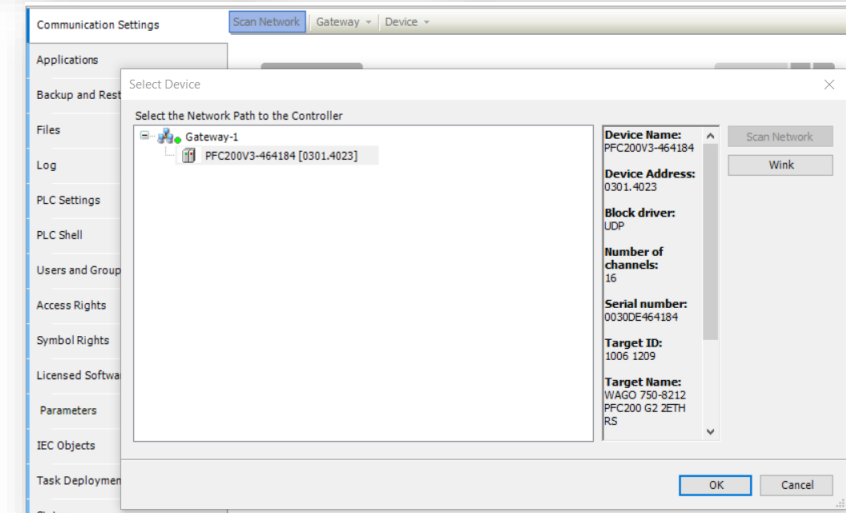 Communication Settings
Scan Network Gateway Device
Applications
Select Device
Backup and Rest
Select the Network Path to the Controller
Files
Gateway-1
PFC200V3-464184 [0301.4023]
Device Name:
PFC200V3-464184
Device Address:
0301.4023
Block driver:
UDP
Number of
channels:
16
Serial number:
0030DE464184
Target ID:
1006 1209
Target Name:
WAGO 750-8212
PFC200 G2 2ETH
RS
Scan Network
Wink
Log
PLC Settings
PLC Shell
Users and Group
Access Rights
Symbol Rights
Licensed Softwa
Parameters
IEC Objects
Task Deploymen
OK Cancel